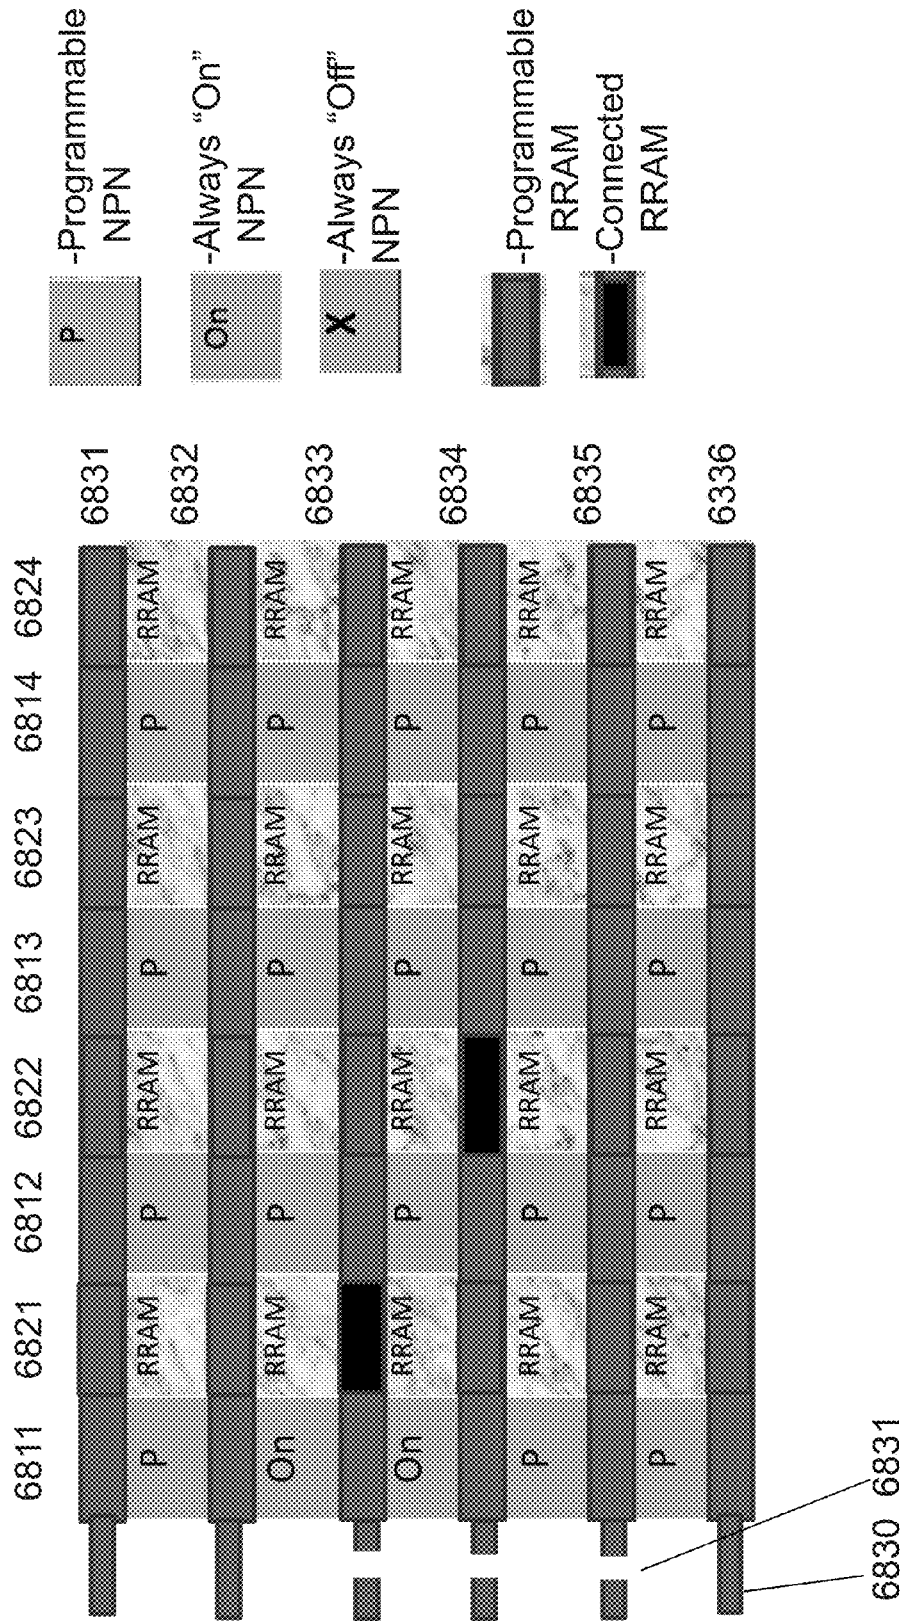 6811 6821 6812 6822 6813 6823 6814 6824
6831
P RRAM P RRAM P RRAM P RRAM
6832
On RRAM P RRAM P RRAM P RRAM
6833
On RRAM P RRAM P RRAM P RRAM
6834
P RRAM P RRAM P RRAM P RRAM
6835
P RRAM P RRAM P RRAM P RRAM
6336
6830 6831
P -Programmable
NPN
On -Always "On"
NPN
X -Always "Off"
NPN
-Programmable
RRAM
-Connected
RRAM